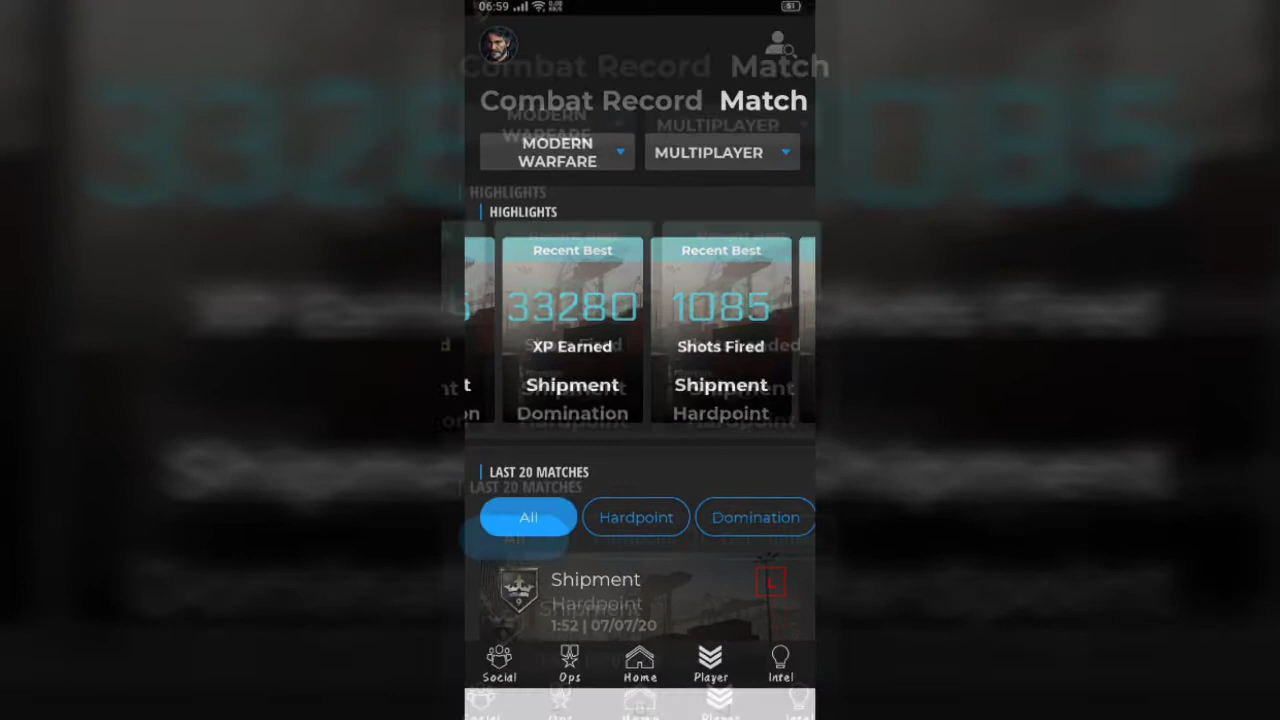 06:59
51
Combat Record Match
MODERN WARFARE
MULTIPLAYER
HIGHLIGHTS
Recent Best
33280
XP Earned
Shipment
Domination
Recent Best
1085
Shots Fired
Shipment
Hardpoint
LAST 20 MATCHES
All
Hardpoint
Domination
Shipment
Hardpoint
1:52 | 07/07/20
L
Social
Ops
Home
Player
Intel